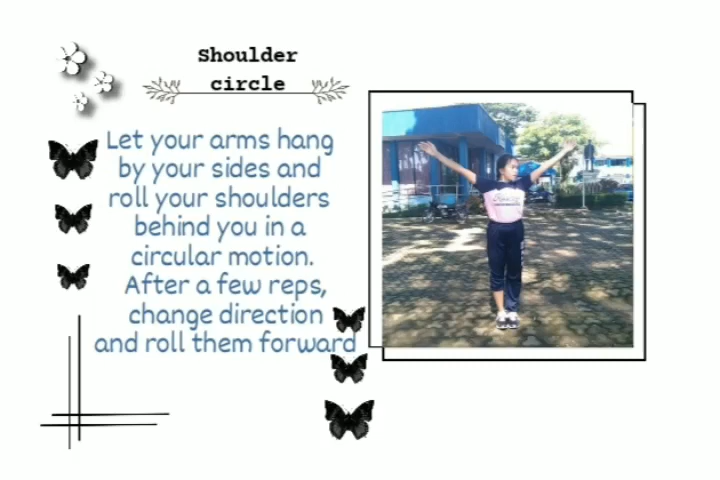 Shoulder
circle
Let your arms hang
by your sides and
roll your shoulders
behind you in a
circular motion.
After a few reps,
change direction
and roll them forward